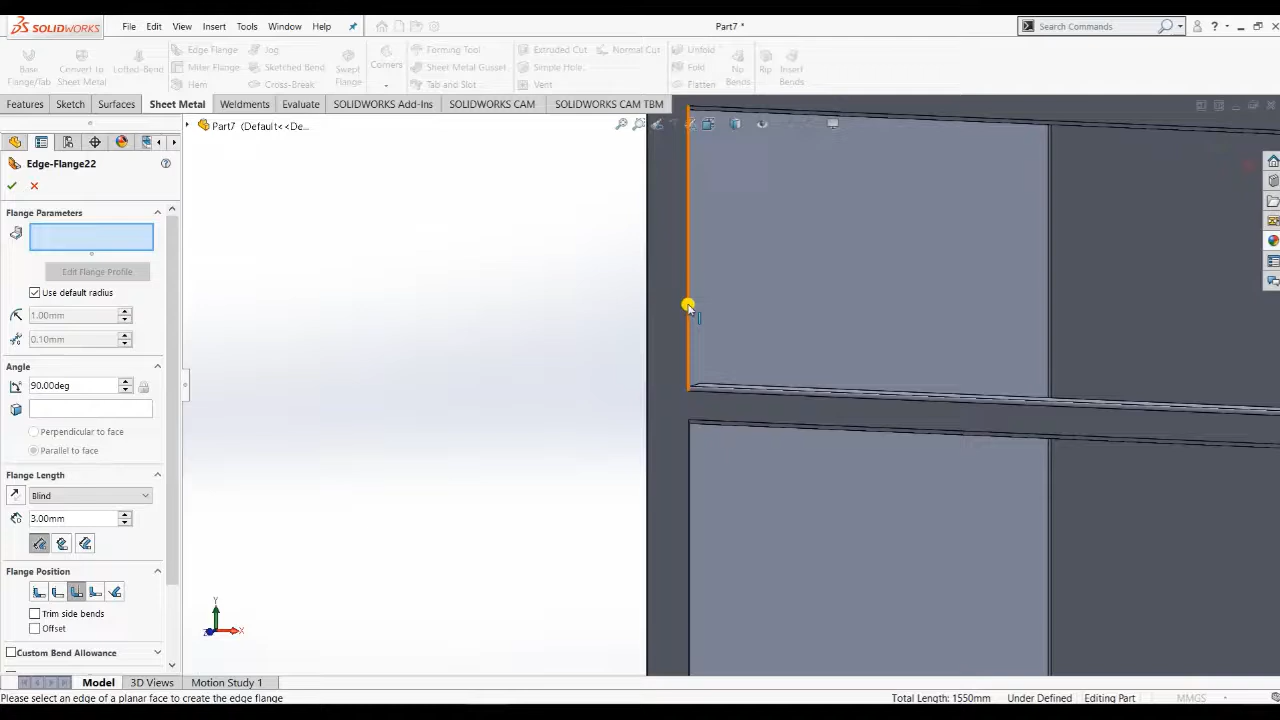 SOLIDWORKS File Edit View Insert Tools Window Help Part7 * Search Commands ?
Base Flange/Tab Convert to Sheet Metal Lofted-Bend Edge Flange Miter Flange Hem Jog Sketched Bend Cross-Break Swept Flange Corners Forming Tool Sheet Metal Gusset Tab and Slot Extruded Cut Simple Hole Vent Normal Cut Unfold Fold Flatten No Bends Rip Insert Bends
Features Sketch Surfaces Sheet Metal Weldments Evaluate SOLIDWORKS Add-Ins SOLIDWORKS CAM SOLIDWORKS CAM TBM
Part7 (Default<<De...
Edge-Flange22 ?
Flange Parameters
Edit Flange Profile
Use default radius
1.00mm
0.10mm
Angle
90.00deg
Perpendicular to face
Parallel to face
Flange Length
Blind
3.00mm
Flange Position
Trim side bends
Offset
Custom Bend Allowance
Y
X
Z
Model 3D Views Motion Study 1
Please select an edge of a planar face to create the edge flange Total Length: 1550mm Under Defined Editing Part MMGS